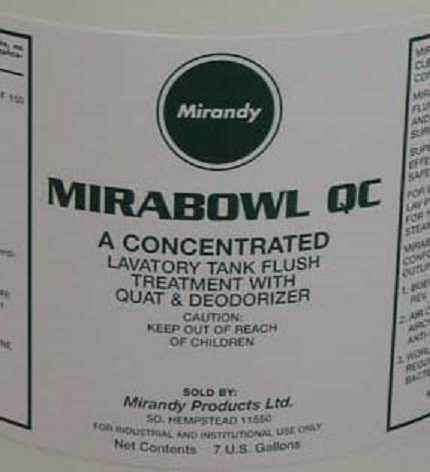 Mirandy
MIRABOWL QC
A CONCENTRATED
LAVATORY TANK FLUSH
TREATMENT WITH
QUAT & DEODORIZER
CAUTION:
KEEP OUT OF REACH
OF CHILDREN
SOLD BY:
Mirandy Products Ltd.
SO. HEMPSTEAD 11550
FOR INDUSTRIAL AND INSTITUTIONAL USE ONLY
Net Contents 7 U.S. Gallons